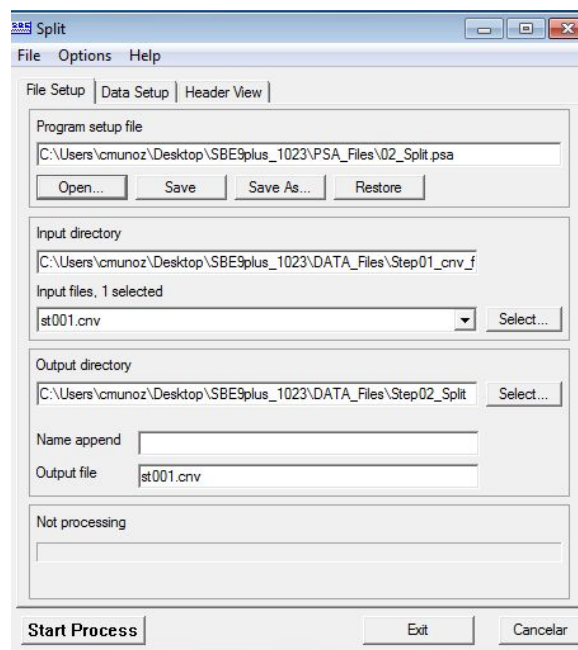 Split
File Options Help
File Setup Data Setup Header View
Program setup file
C:\Users\cmunoz\Desktop\SBE9plus_1023\PSA_Files\02_Split.psa
Open... Save Save As... Restore
Input directory
C:\Users\cmunoz\Desktop\SBE9plus_1023\DATA_Files\Step01_cnv_f
Input files, 1 selected
st001.cnv Select...
Output directory
C:\Users\cmunoz\Desktop\SBE9plus_1023\DATA_Files\Step02_Split Select...
Name append
Output file st001.cnv
Not processing
Start Process Exit Cancelar